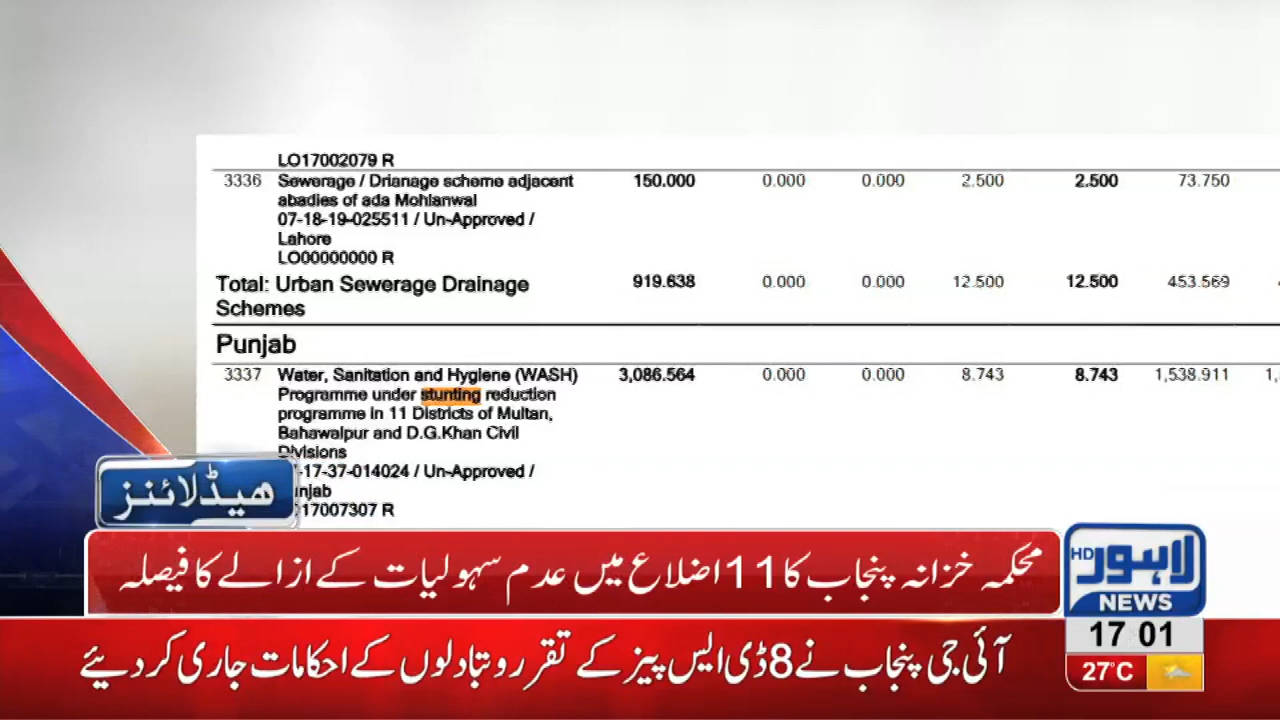 LO17002079 R
3336 Sewerage / Drianage scheme adjacent 150.000 0.000 0.000 2.500 2.500 73.750
abadies of ada Mohlanwal
07-18-19-025511 / Un-Approved /
Lahore
LO00000000 R
Total: Urban Sewerage Drainage 919.638 0.000 0.000 12.500 12.500 453.569
Schemes
Punjab
3337 Water, Sanitation and Hygiene (WASH) 3,086.564 0.000 0.000 8.743 8.743 1,538.911
Programme under stunting reduction
programme in 11 Districts of Multan,
Bahawalpur and D.G.Khan Civil
Divisions
-17-37-014024 / Un-Approved /
unjab
17007307 R
ہیڈلائنز
محکمہ خزانہ پنجاب کا 11 اضلاع میں عدم سہولیات کے ازالے کا فیصلہ
لاہور HD
NEWS
17 01
آئی جی پنجاب نے 8 ڈی ایس پیز کے تقرر و تبادلوں کے احکامات جاری کر دیئے
27°C